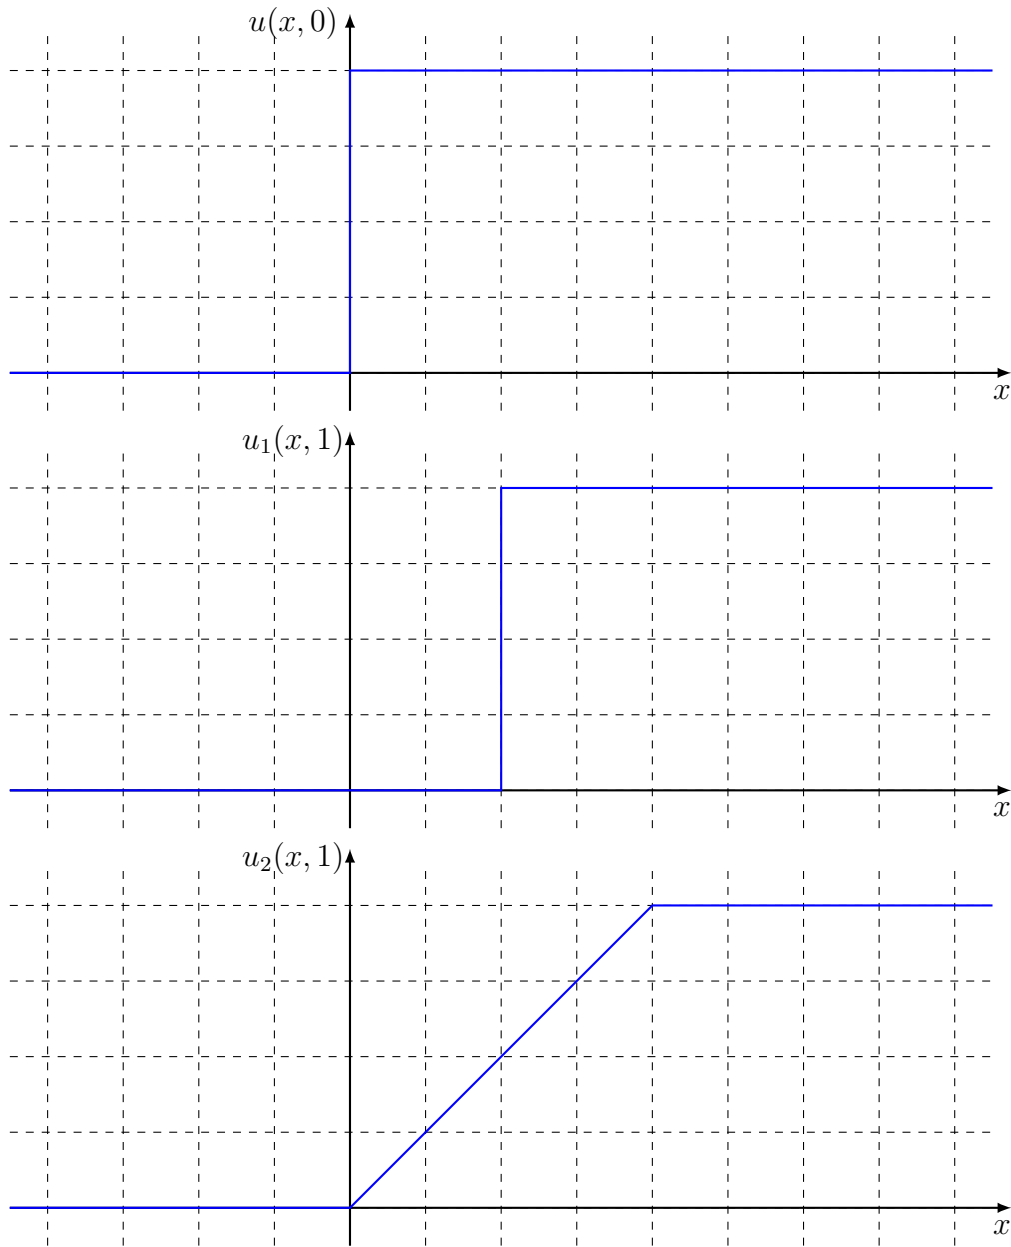 u(x, 0)
x
u₁(x, 1)
x
u₂(x, 1)
x